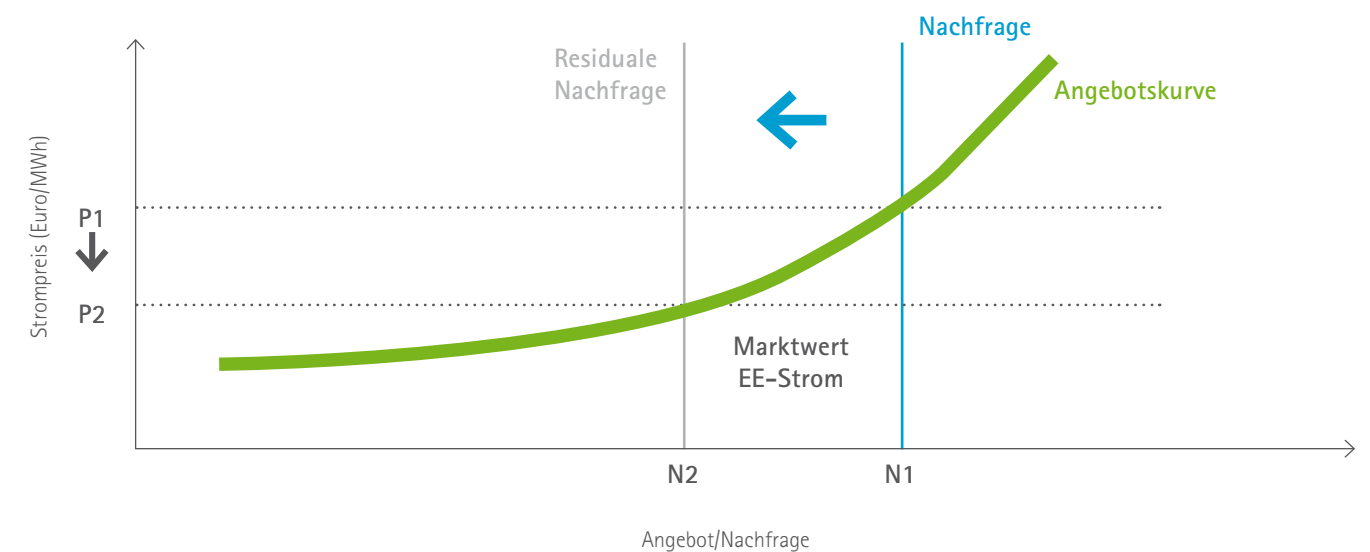 Nachfrage
Residuale
Nachfrage
Angebotskurve
Strompreis (Euro/MWh)
P1
P2
Marktwert
EE-Strom
N2
N1
Angebot/Nachfrage